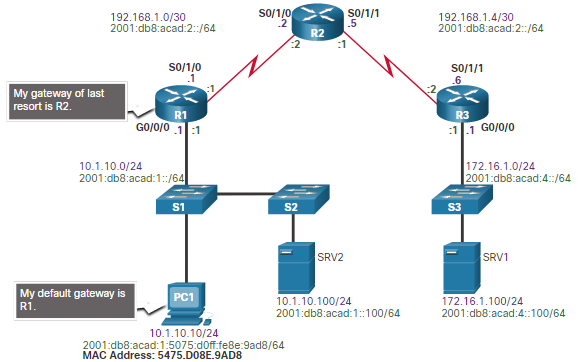 192.168.1.0/30
2001:db8:acad:2::/64
S0/1/0
.2
S0/1/1
.5
R2
:2
:1
192.168.1.4/30
2001:db8:acad:2::/64
My gateway of last
resort is R2.
S0/1/0
.1
:1
R1
G0/0/0
.1
:1
S0/1/1
.6
:2
R3
:1
.1
G0/0/0
10.1.10.0/24
2001:db8:acad:1::/64
172.16.1.0/24
2001:db8:acad:4::/64
S1
S2
S3
SRV2
SRV1
My default gateway is
R1.
PC1
10.1.10.100/24
2001:db8:acad:1::100/64
172.16.1.100/24
2001:db8:acad:4::100/64
10.1.10.10/24
2001:db8:acad:1:5075:d0ff:fe8e:9ad8/64
MAC Address: 5475.D08E.9AD8